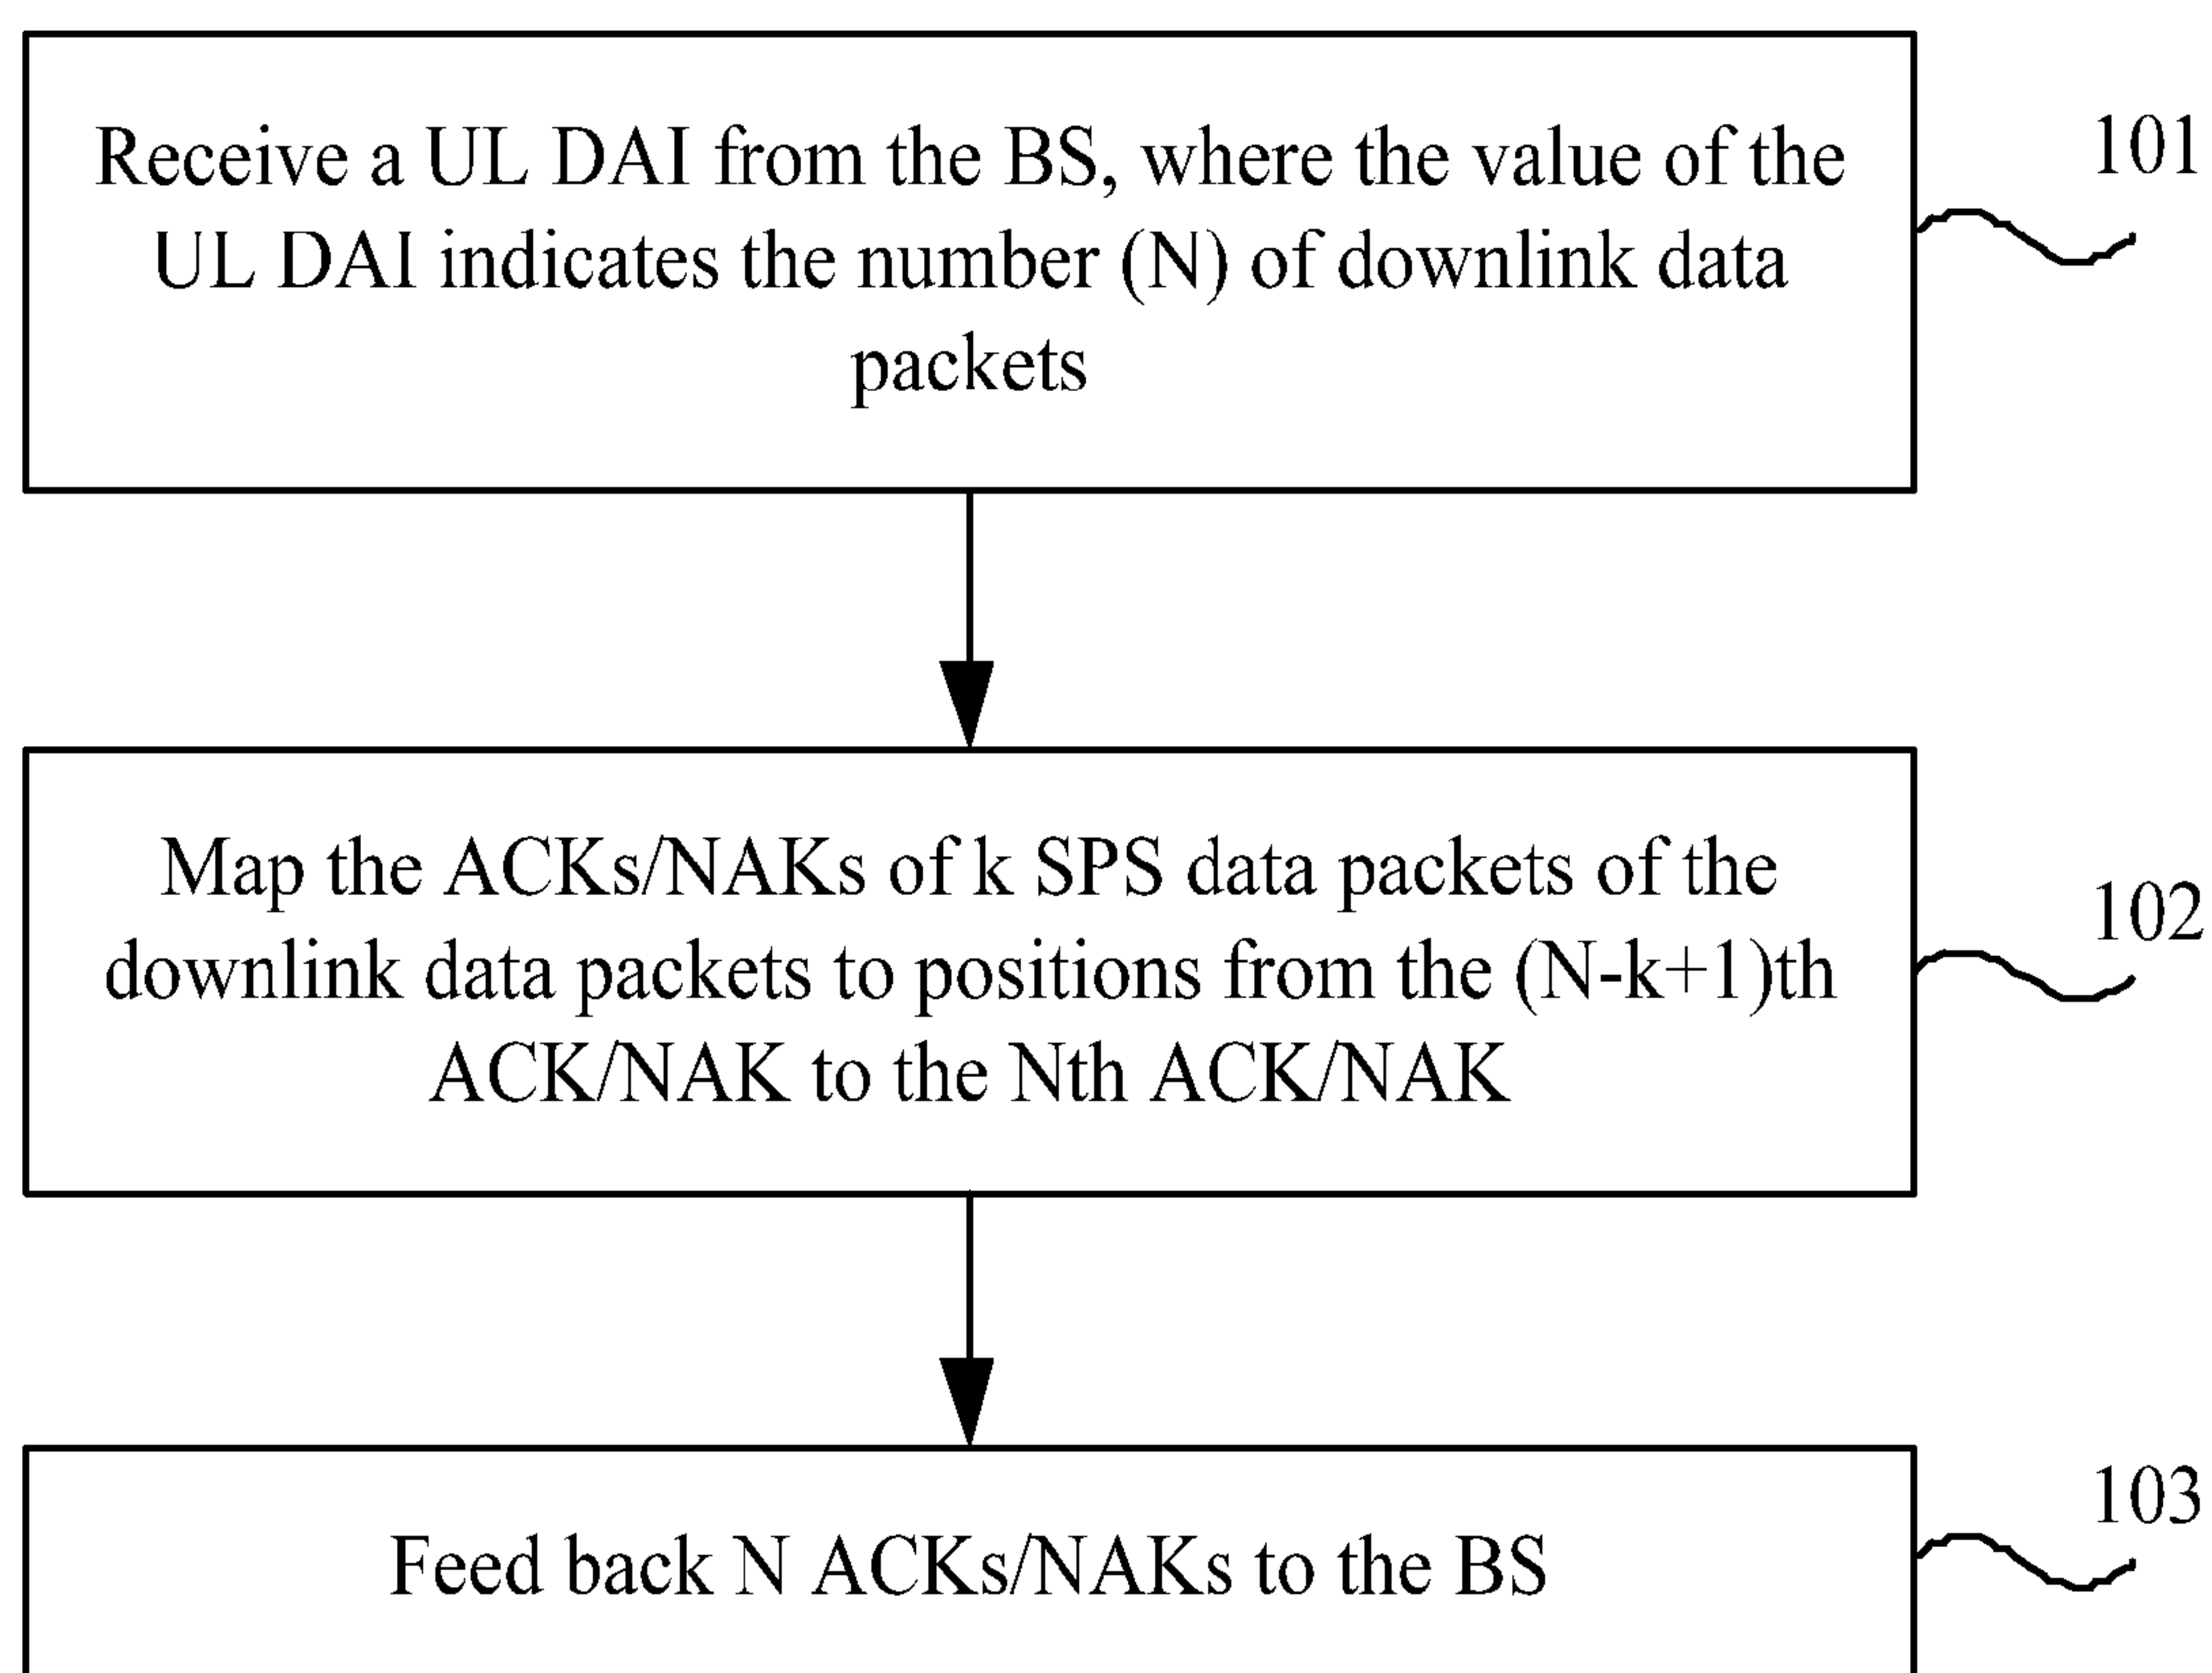 Receive a UL DAI from the BS, where the value of the
UL DAI indicates the number (N) of downlink data
packets
101
Map the ACKs/NAKs of k SPS data packets of the
downlink data packets to positions from the (N-k+1)th
ACK/NAK to the Nth ACK/NAK
102
Feed back N ACKs/NAKs to the BS
103